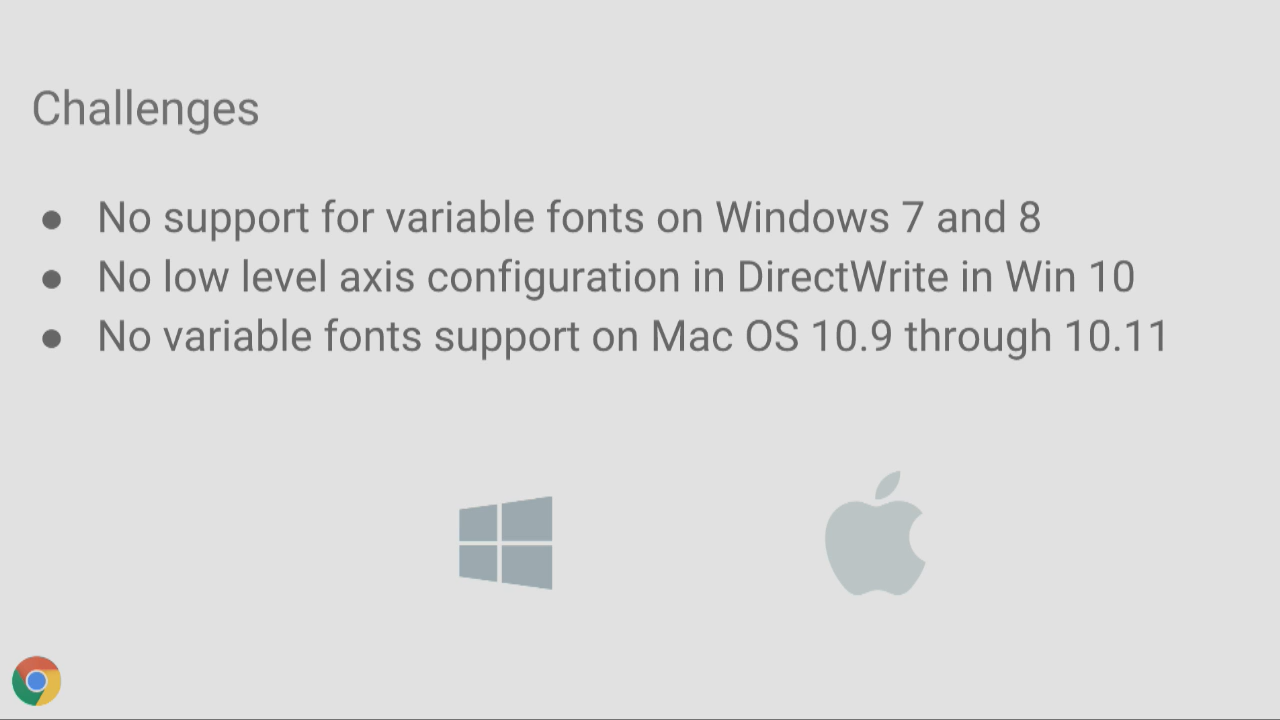 Challenges
● No support for variable fonts on Windows 7 and 8
● No low level axis configuration in DirectWrite in Win 10
● No variable fonts support on Mac OS 10.9 through 10.11